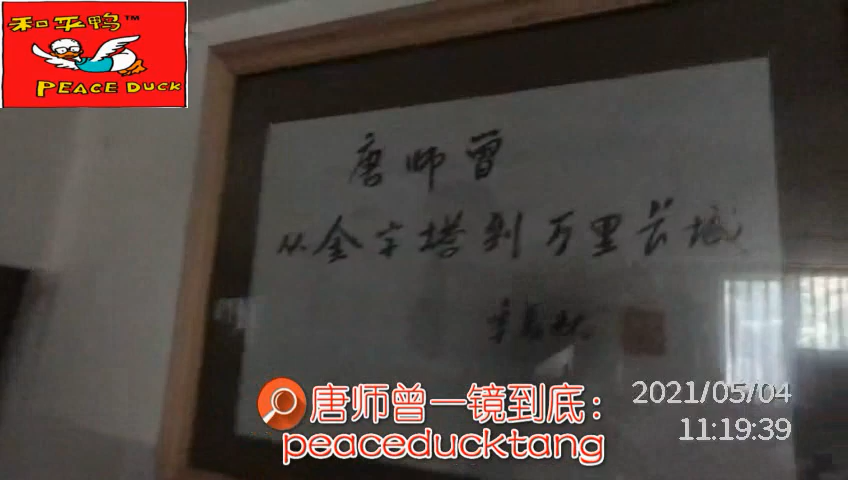 和平鸭™
PEACE DUCK
唐师曾
从金字塔到万里长城
唐师曾一镜到底：
peaceducktang
2021/05/04
11:19:39